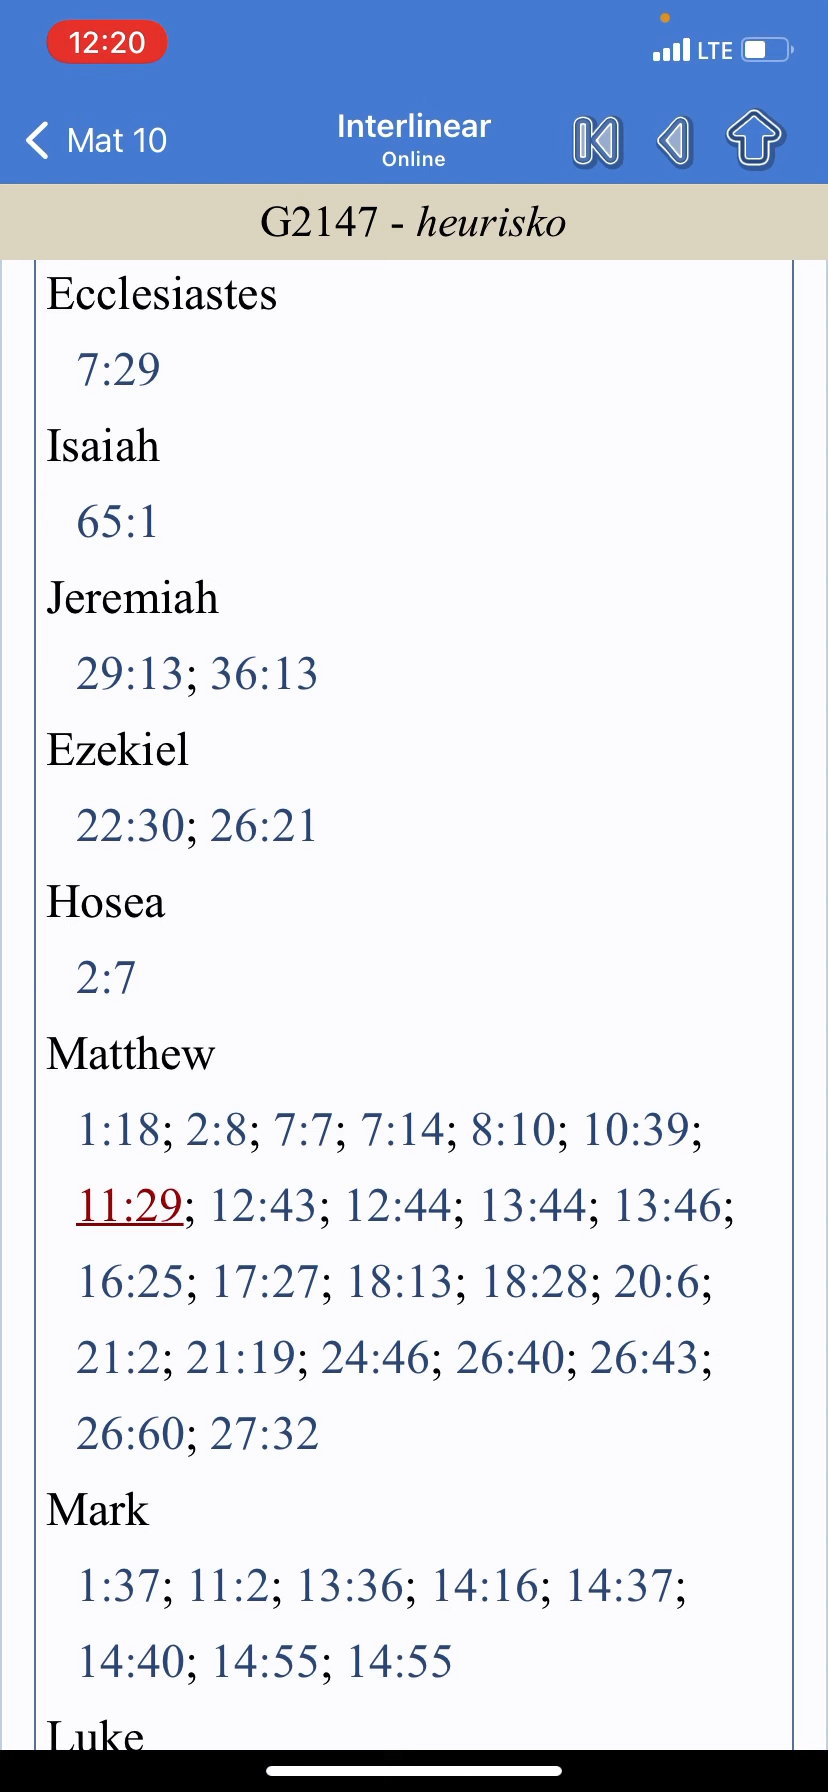 12:20
LTE
Mat 10
Interlinear
Online
G2147 - heurisko
Ecclesiastes
7:29
Isaiah
65:1
Jeremiah
29:13; 36:13
Ezekiel
22:30; 26:21
Hosea
2:7
Matthew
1:18; 2:8; 7:7; 7:14; 8:10; 10:39;
11:29; 12:43; 12:44; 13:44; 13:46;
16:25; 17:27; 18:13; 18:28; 20:6;
21:2; 21:19; 24:46; 26:40; 26:43;
26:60; 27:32
Mark
1:37; 11:2; 13:36; 14:16; 14:37;
14:40; 14:55; 14:55
Luke